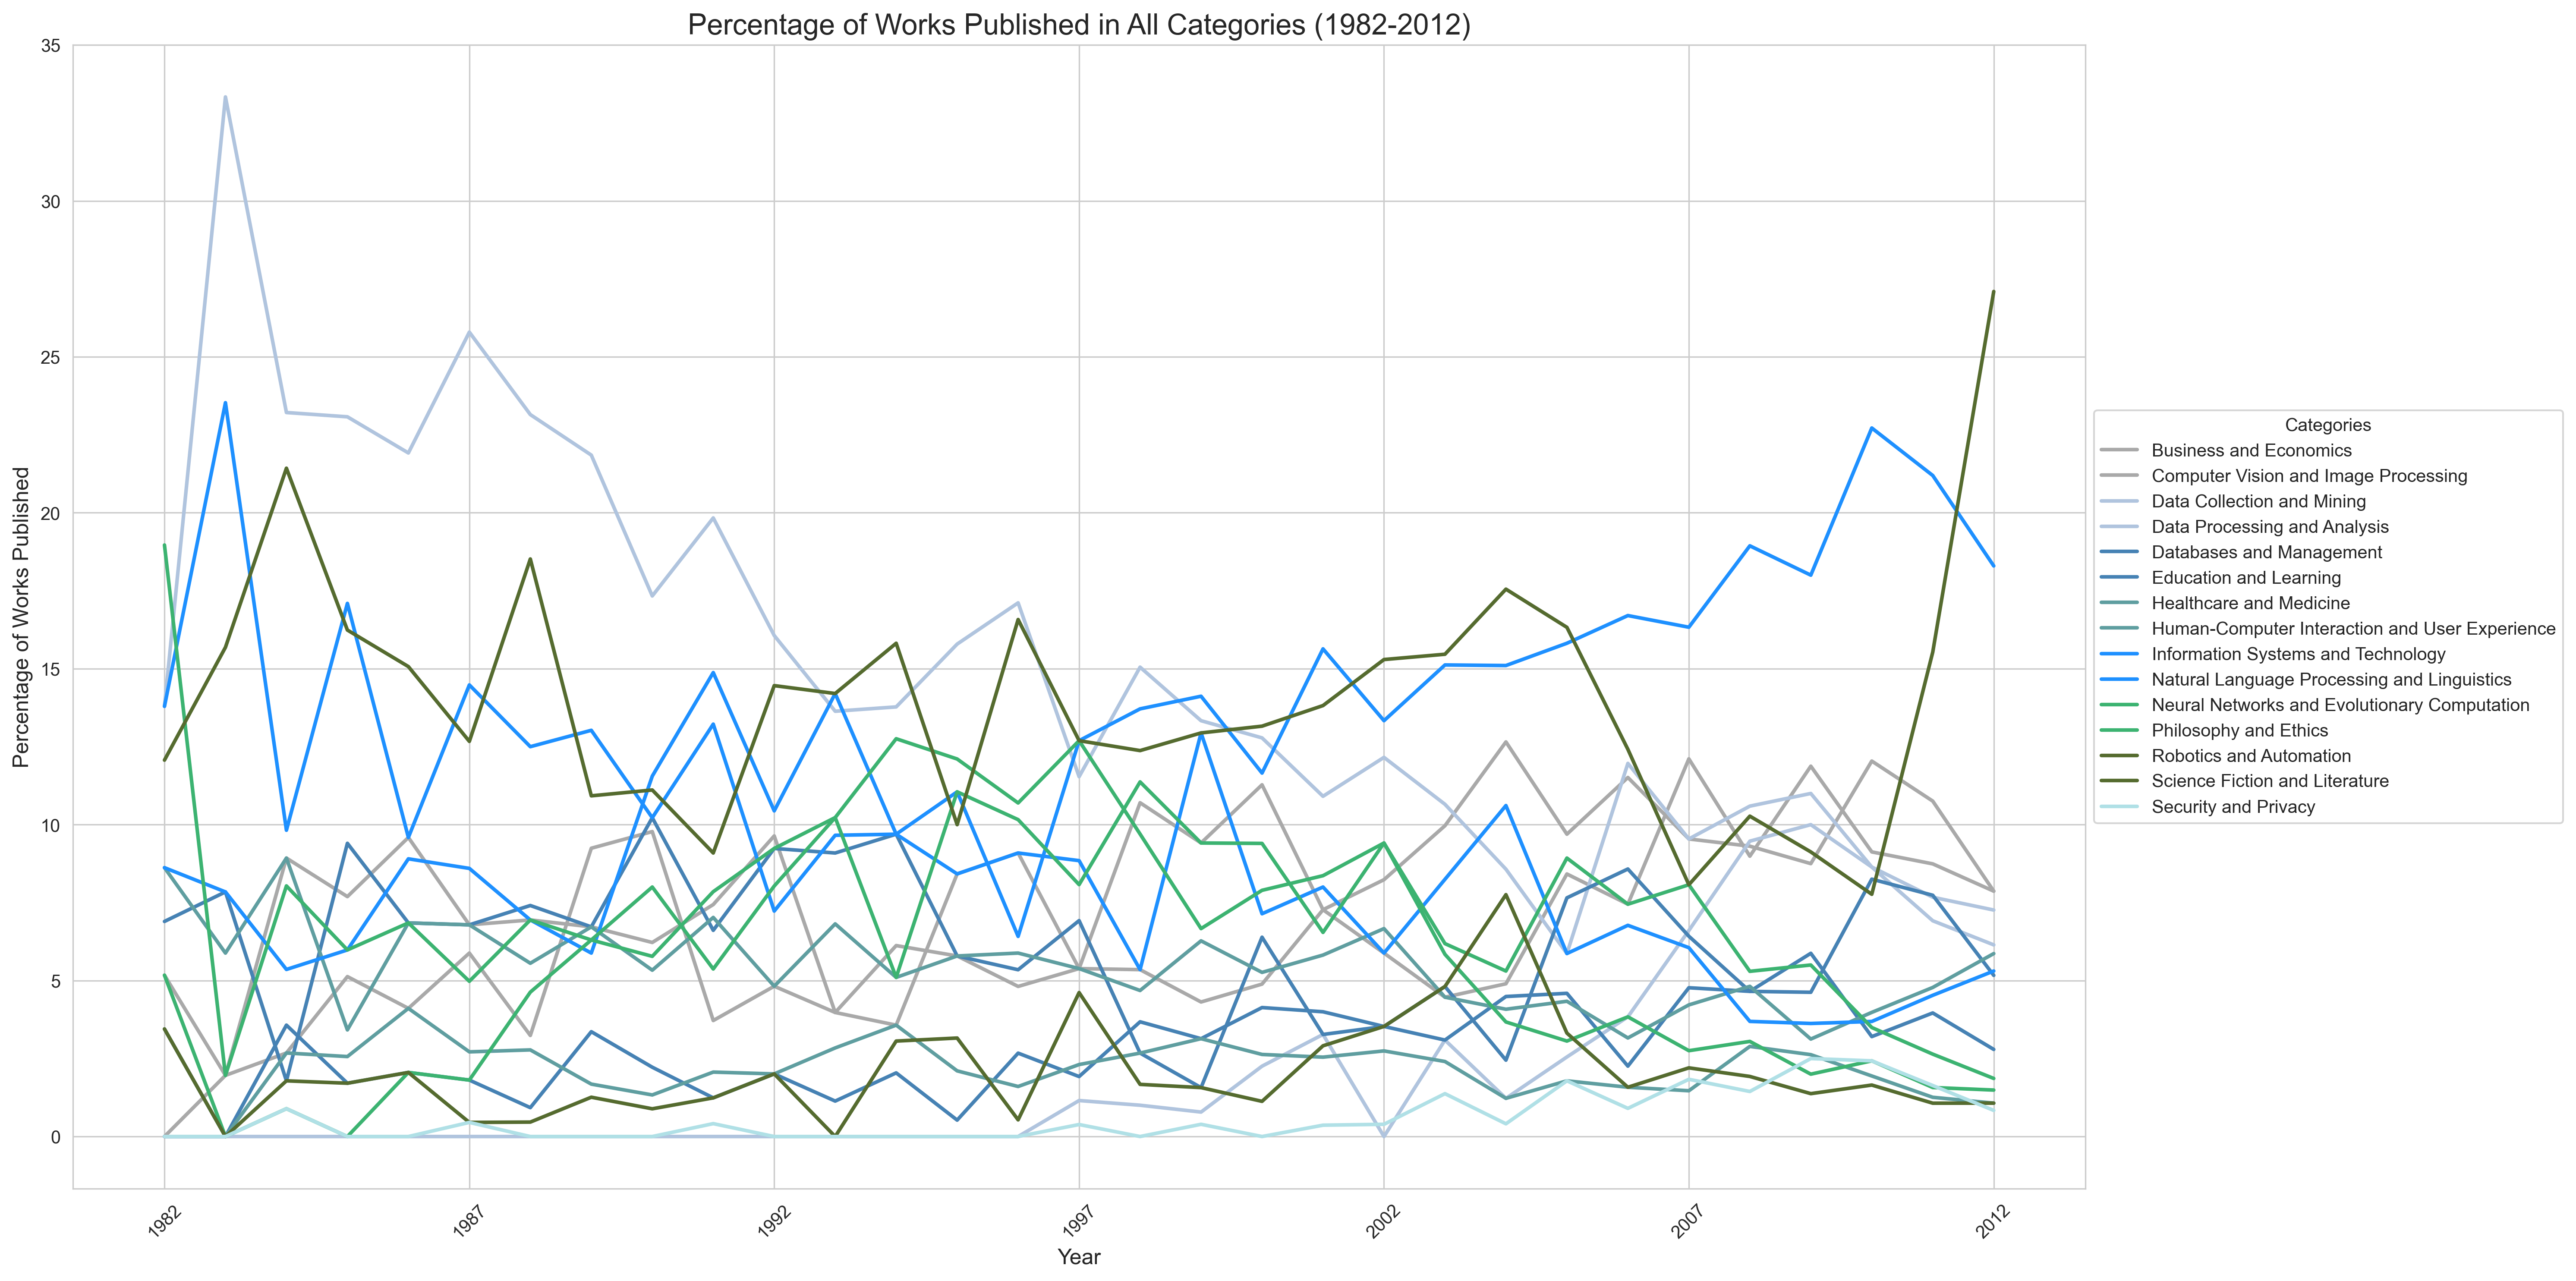 Percentage of Works Published in All Categories (1982-2012)
35
30
25
20
15
10
5
0
Percentage of Works Published
1982
1987
1992
1997
2002
2007
2012
Year
Categories
Business and Economics
Computer Vision and Image Processing
Data Collection and Mining
Data Processing and Analysis
Databases and Management
Education and Learning
Healthcare and Medicine
Human-Computer Interaction and User Experience
Information Systems and Technology
Natural Language Processing and Linguistics
Neural Networks and Evolutionary Computation
Philosophy and Ethics
Robotics and Automation
Science Fiction and Literature
Security and Privacy